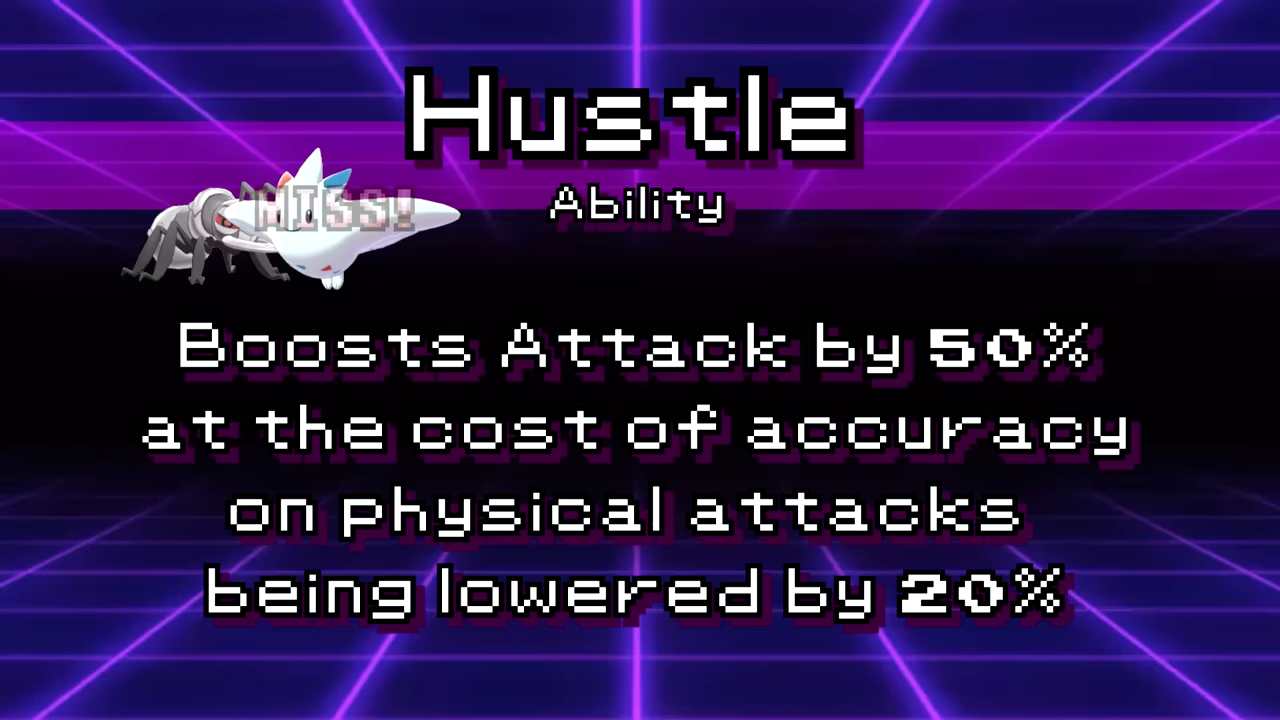 Hustle
MISS!
Ability
Boosts Attack by 50%
at the cost of accuracy
on physical attacks
being lowered by 20%